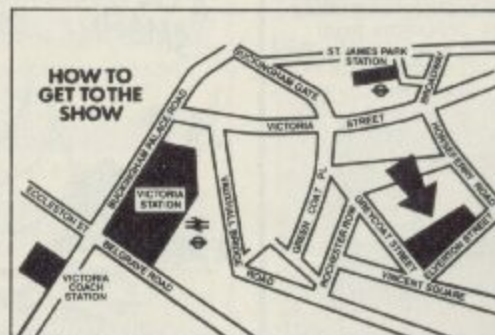 HOW TO
GET TO THE
SHOW
BUCKINGHAM GATE
ST JAMES PARK
STATION
BROADWAY
BUCKINGHAM PALACE ROAD
VICTORIA
STREET
HORSEFERRY ROAD
ECCLESTON ST
VICTORIA
STATION
VAUXHALL BRIDGE
ROAD
GREEN COAT PL
ROCHESTER ROW
GREYCOAT STREET
ELVERTON STREET
VINCENT SQUARE
BELGRAVE ROAD
VICTORIA
COACH
STATION